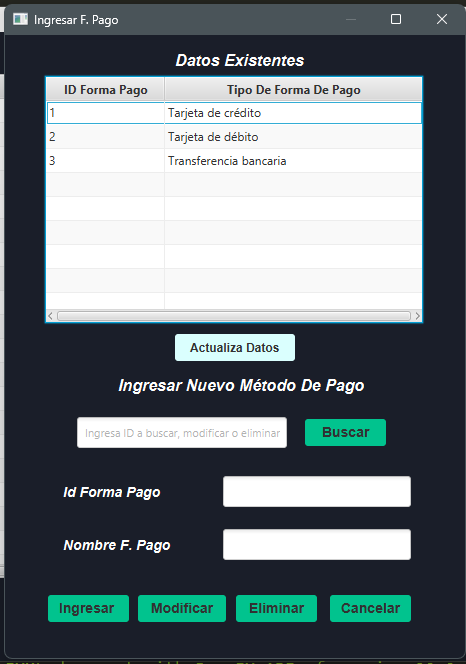 Ingresar F. Pago
Datos Existentes
ID Forma Pago Tipo De Forma De Pago
1 Tarjeta de crédito
2 Tarjeta de débito
3 Transferencia bancaria
Actualiza Datos
Ingresar Nuevo Método De Pago
Ingresa ID a buscar, modificar o eliminar Buscar
Id Forma Pago
Nombre F. Pago
Ingresar Modificar Eliminar Cancelar